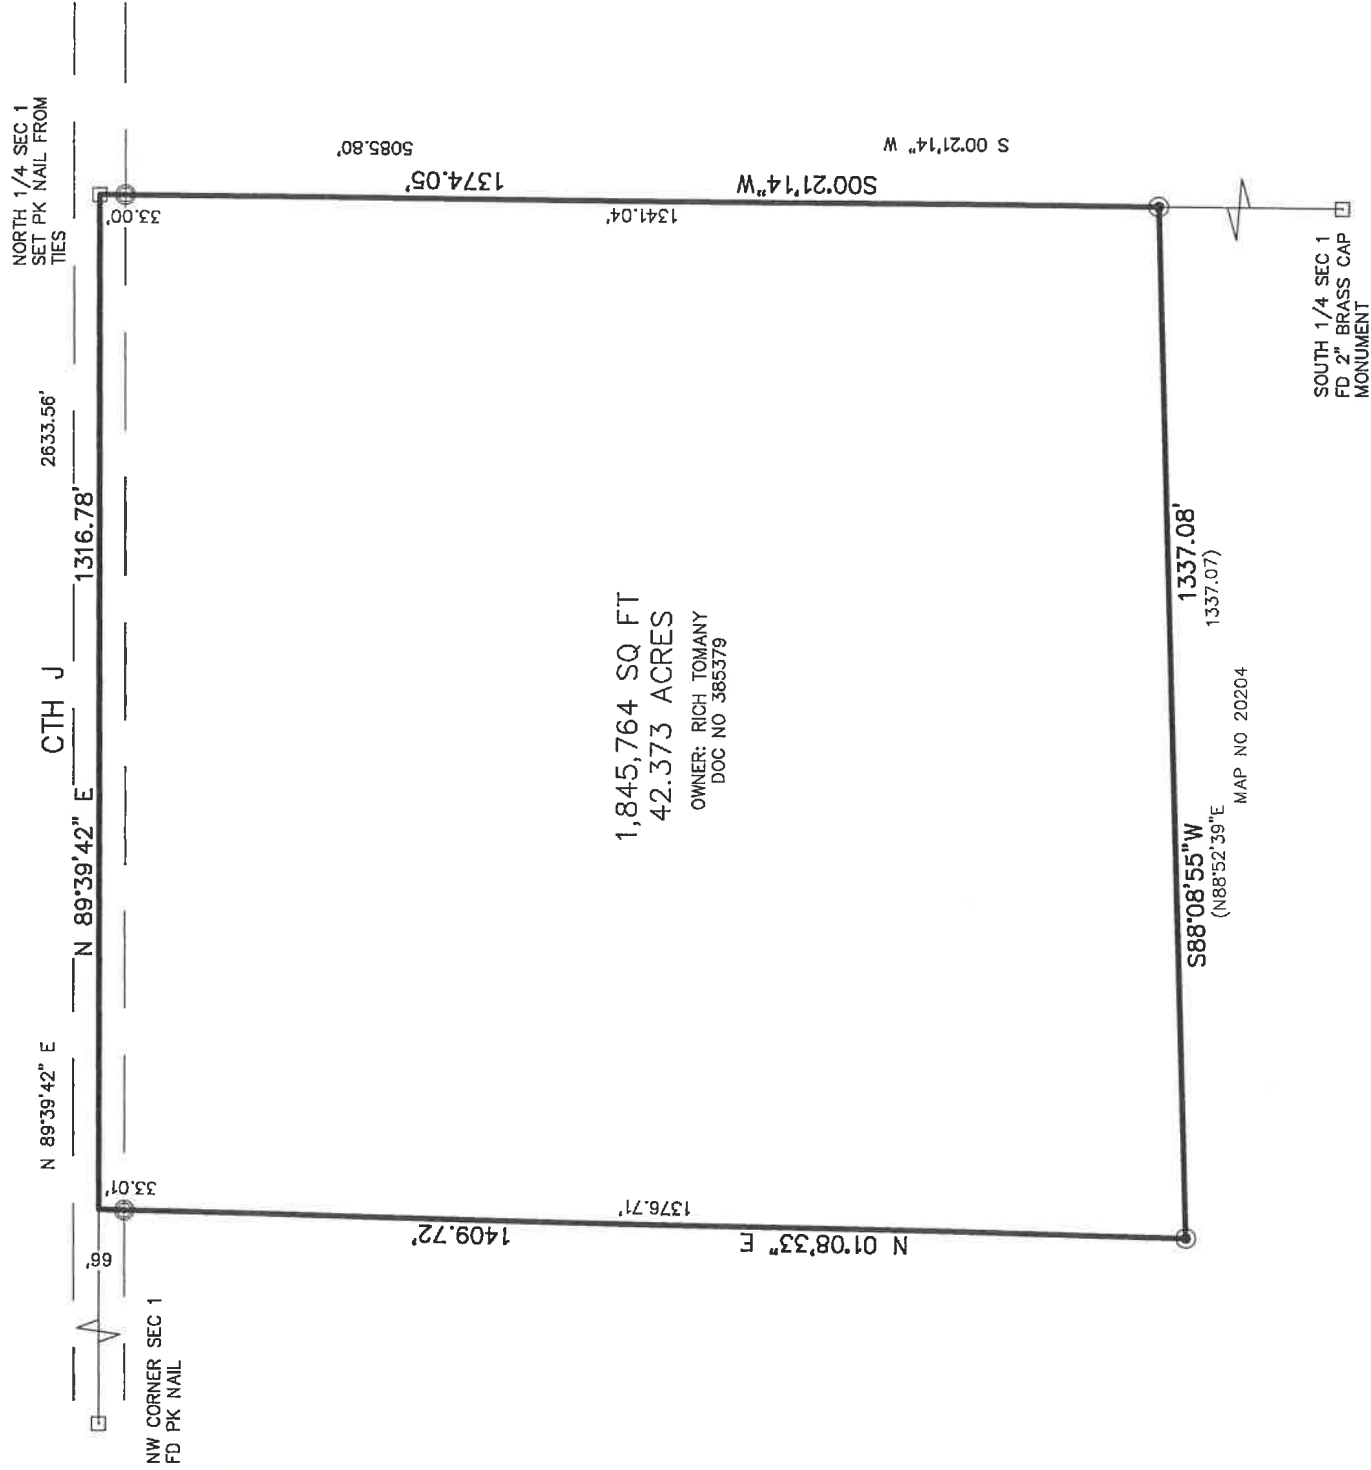 NORTH 1/4 SEC 1
SET PK NAIL FROM
TIES
CTH J
2633.56'
N 89°39'42" E
N 89°39'42" E
1316.78'
66'
33.01'
33.00'
NW CORNER SEC 1
FD PK NAIL
5085.80'
S 00°21'14" W
1374.05'
S00°21'14"W
1341.04'
1,845,764 SQ FT
42.373 ACRES
OWNER: RICH TOMANY
DOC NO 385379
1376.71'
1409.72'
N 01°08'33" E
S88°08'55"W
1337.08'
(N88°52'39"E
1337.07)
MAP NO 20204
SOUTH 1/4 SEC 1
FD 2" BRASS CAP
MONUMENT